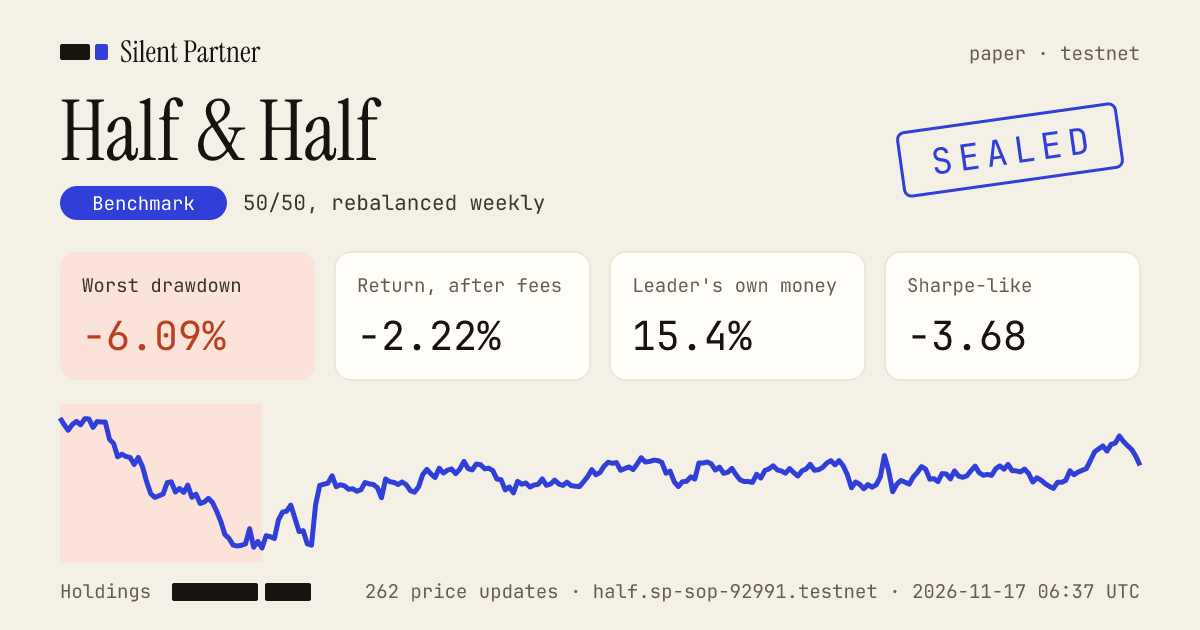 Silent Partner
paper · testnet
Half & Half
SEALED
Benchmark
50/50, rebalanced weekly
Worst drawdown
-6.09%
Return, after fees
-2.22%
Leader's own money
15.4%
Sharpe-like
-3.68
Holdings
262 price updates · half.sp-sop-92991.testnet · 2026-11-17 06:37 UTC